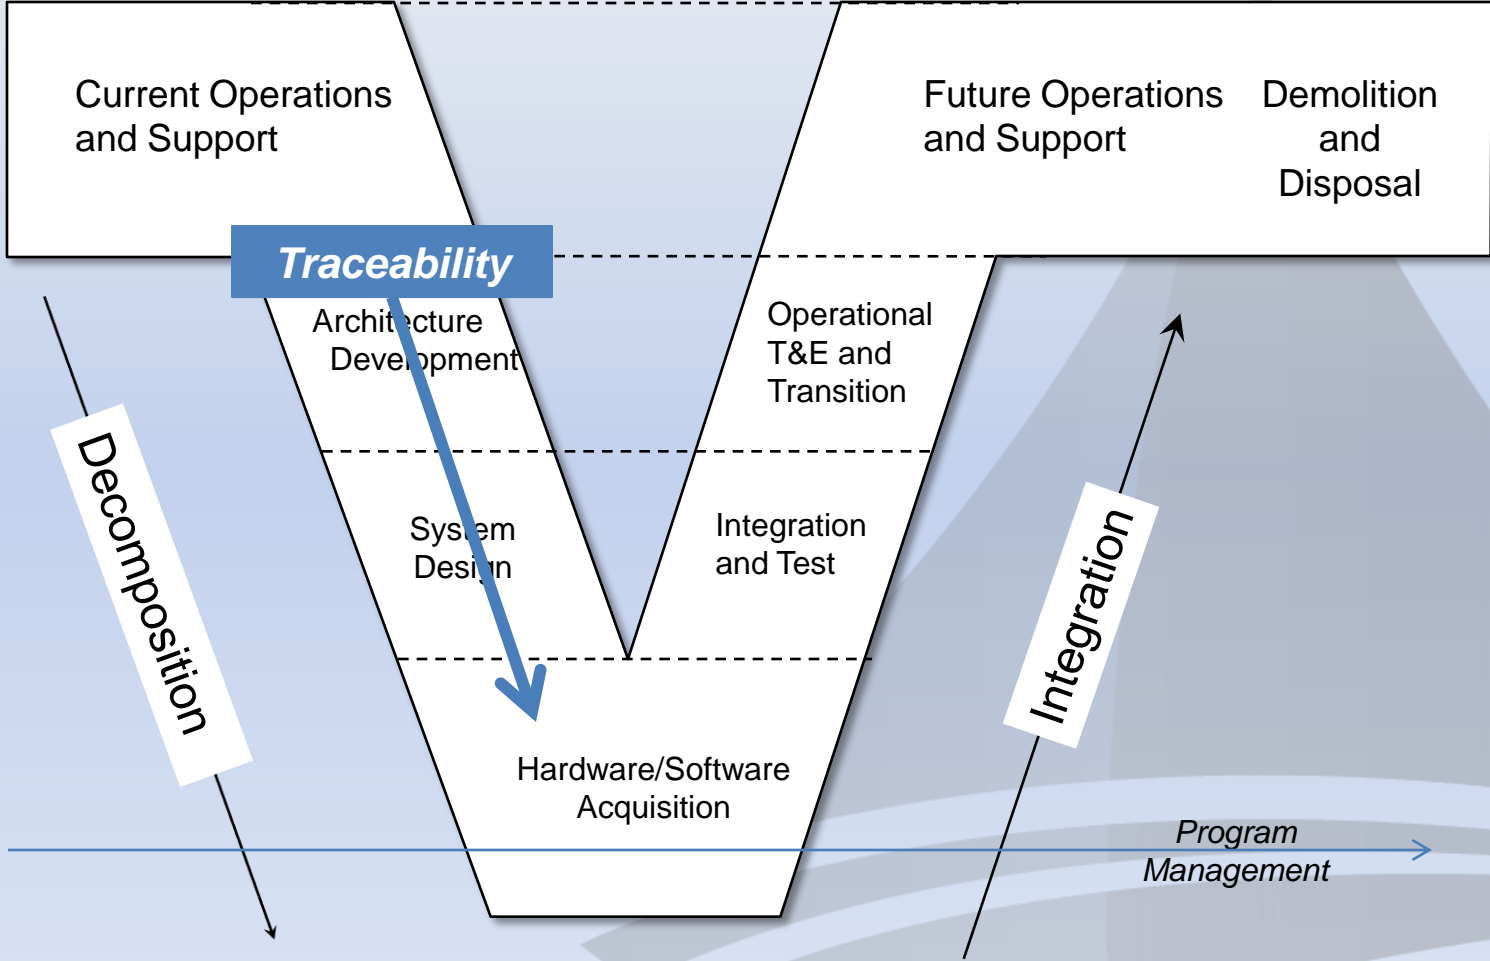 Current Operations
and Support
Future Operations
and Support
Demolition
and
Disposal
Traceability
Architecture
Development
Operational
T&E and
Transition
Decomposition
System
Design
Integration
and Test
Integration
Hardware/Software
Acquisition
Program
Management